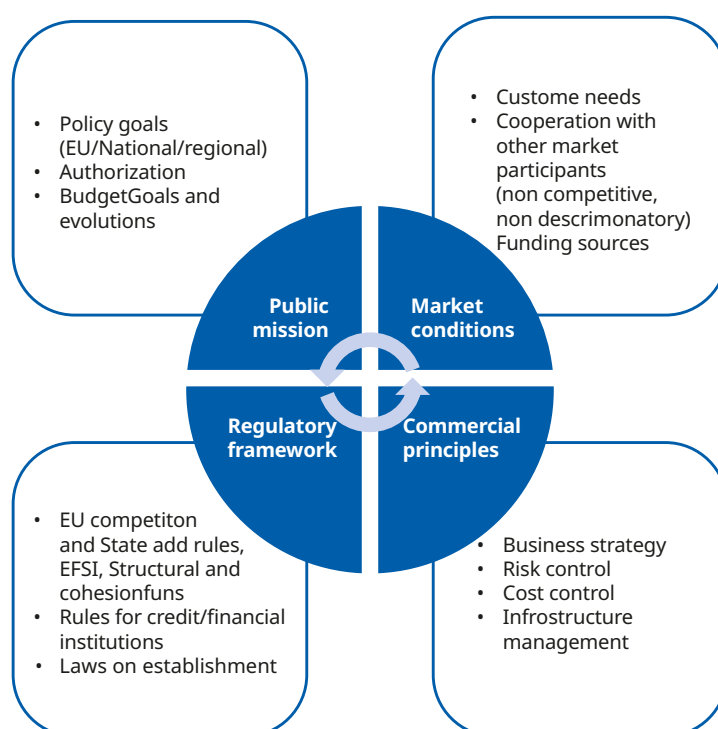 • Policy goals
(EU/National/regional)
• Authorization
• BudgetGoals and
evolutions
• Custome needs
• Cooperation with
other market
participants
(non competitive,
non descrimonatory)
Funding sources
Public
mission
Market
conditions
Regulatory
framework
Commercial
principles
• EU competiton
and State add rules,
EFSI, Structural and
cohesionfuns
• Rules for credit/financial
institutions
• Laws on establishment
• Business strategy
• Risk control
• Cost control
• Infrostructure
management